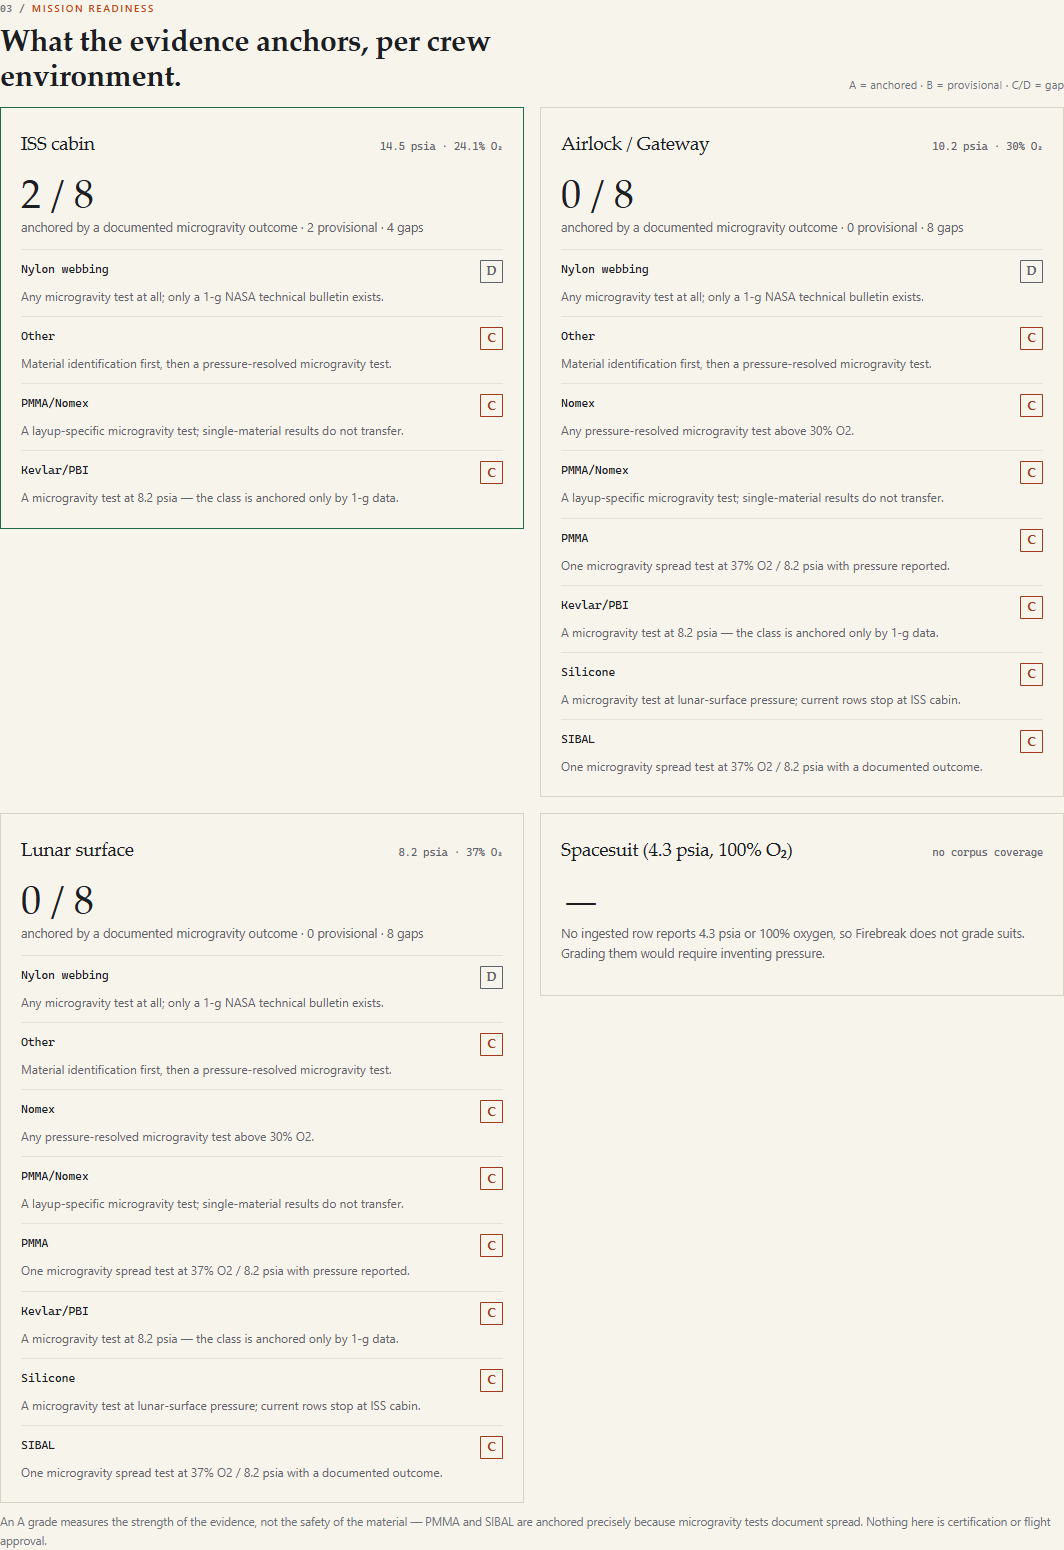 03 / MISSION READINESS
What the evidence anchors, per crew
environment.
A = anchored · B = provisional · C/D = gap
ISS cabin
14.5 psia · 24.1% O₂
2 / 8
anchored by a documented microgravity outcome · 2 provisional · 4 gaps
Nylon webbing
D
Any microgravity test at all; only a 1-g NASA technical bulletin exists.
Other
C
Material identification first, then a pressure-resolved microgravity test.
PMMA/Nomex
C
A layup-specific microgravity test; single-material results do not transfer.
Kevlar/PBI
C
A microgravity test at 8.2 psia — the class is anchored only by 1-g data.
Airlock / Gateway
10.2 psia · 30% O₂
0 / 8
anchored by a documented microgravity outcome · 0 provisional · 8 gaps
Nylon webbing
D
Any microgravity test at all; only a 1-g NASA technical bulletin exists.
Other
C
Material identification first, then a pressure-resolved microgravity test.
Nomex
C
Any pressure-resolved microgravity test above 30% O2.
PMMA/Nomex
C
A layup-specific microgravity test; single-material results do not transfer.
PMMA
C
One microgravity spread test at 37% O2 / 8.2 psia with pressure reported.
Kevlar/PBI
C
A microgravity test at 8.2 psia — the class is anchored only by 1-g data.
Silicone
C
A microgravity test at lunar-surface pressure; current rows stop at ISS cabin.
SIBAL
C
One microgravity spread test at 37% O2 / 8.2 psia with a documented outcome.
Lunar surface
8.2 psia · 37% O₂
0 / 8
anchored by a documented microgravity outcome · 0 provisional · 8 gaps
Nylon webbing
D
Any microgravity test at all; only a 1-g NASA technical bulletin exists.
Other
C
Material identification first, then a pressure-resolved microgravity test.
Nomex
C
Any pressure-resolved microgravity test above 30% O2.
PMMA/Nomex
C
A layup-specific microgravity test; single-material results do not transfer.
PMMA
C
One microgravity spread test at 37% O2 / 8.2 psia with pressure reported.
Kevlar/PBI
C
A microgravity test at 8.2 psia — the class is anchored only by 1-g data.
Silicone
C
A microgravity test at lunar-surface pressure; current rows stop at ISS cabin.
SIBAL
C
One microgravity spread test at 37% O2 / 8.2 psia with a documented outcome.
Spacesuit (4.3 psia, 100% O₂)
no corpus coverage
—
No ingested row reports 4.3 psia or 100% oxygen, so Firebreak does not grade suits.
Grading them would require inventing pressure.
An A grade measures the strength of the evidence, not the safety of the material — PMMA and SIBAL are anchored precisely because microgravity tests document spread. Nothing here is certification or flight
approval.